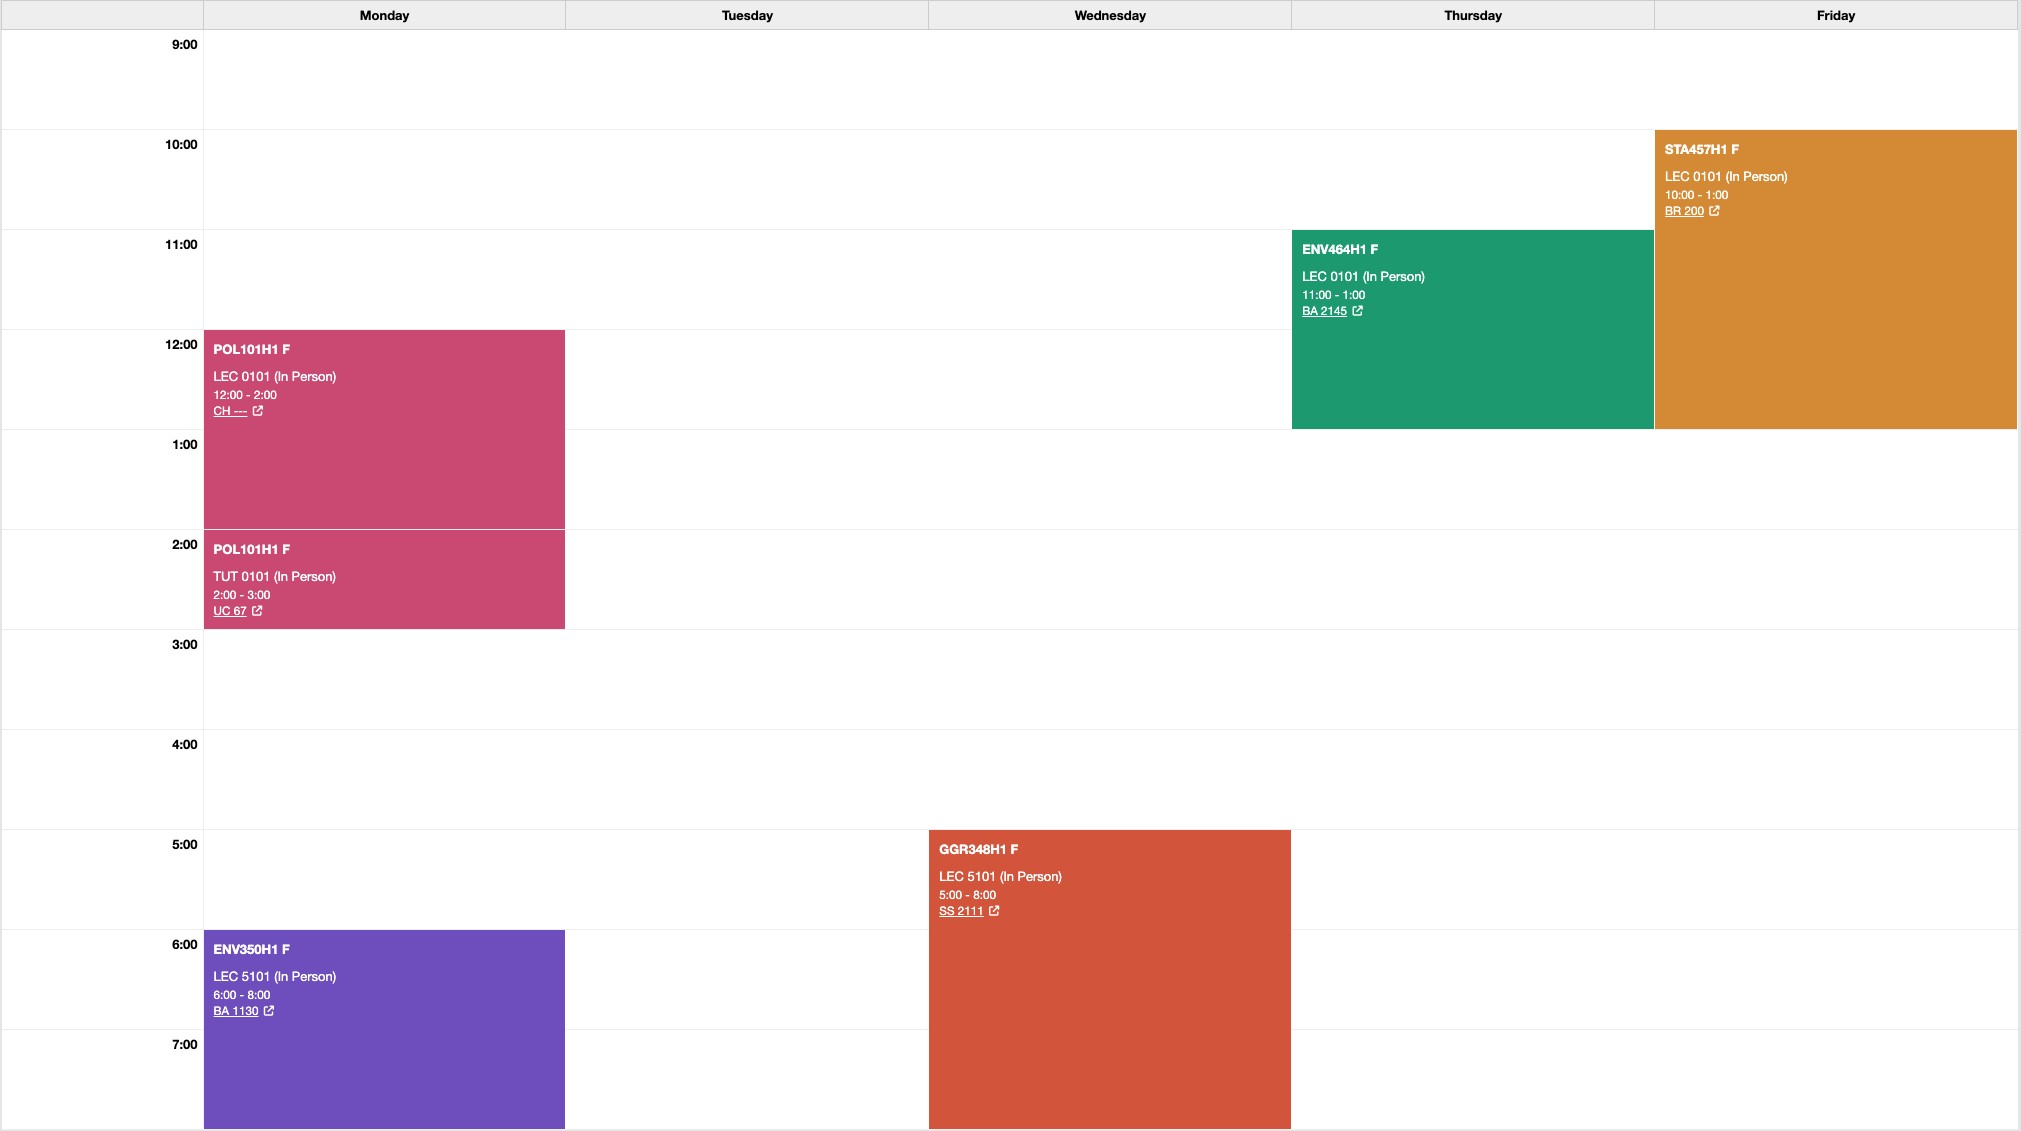 Monday Tuesday Wednesday Thursday Friday
9:00
10:00
STA457H1 F
LEC 0101 (In Person)
10:00 - 1:00
BR 200
11:00
ENV464H1 F
LEC 0101 (In Person)
11:00 - 1:00
BA 2145
12:00
POL101H1 F
LEC 0101 (In Person)
12:00 - 2:00
CH ---
1:00
2:00
POL101H1 F
TUT 0101 (In Person)
2:00 - 3:00
UC 67
3:00
4:00
5:00
GGR348H1 F
LEC 5101 (In Person)
5:00 - 8:00
SS 2111
6:00
ENV350H1 F
LEC 5101 (In Person)
6:00 - 8:00
BA 1130
7:00